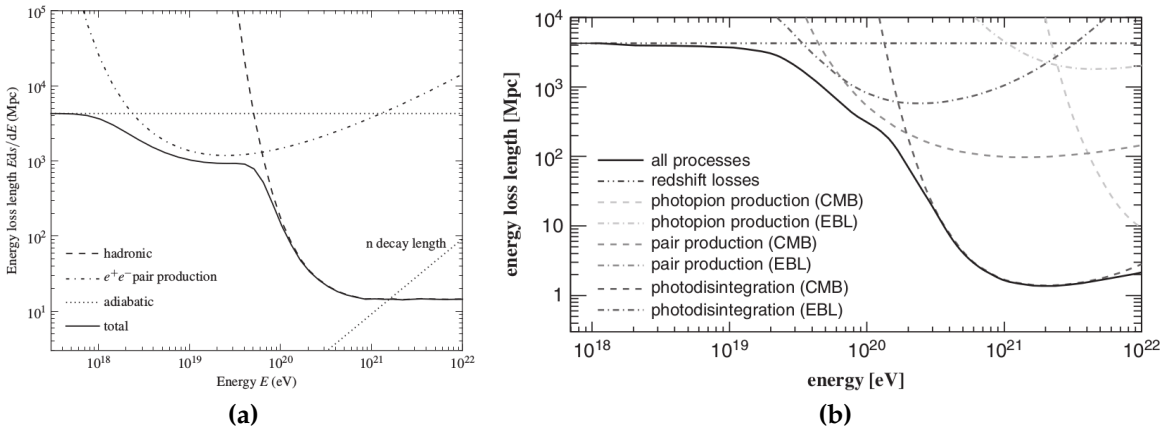 10^5
10^4
10^3
10^2
10^1
Energy loss length Eds/dE (Mpc)
n decay length
hadronic
e^+e^-pair production
adiabatic
total
10^18
10^19
10^20
10^21
10^22
Energy E (eV)
(a)
10^4
10^3
10^2
10
1
energy loss length [Mpc]
all processes
redshift losses
photopion production (CMB)
photopion production (EBL)
pair production (CMB)
pair production (EBL)
photodisintegration (CMB)
photodisintegration (EBL)
10^18
10^19
10^20
10^21
10^22
energy [eV]
(b)